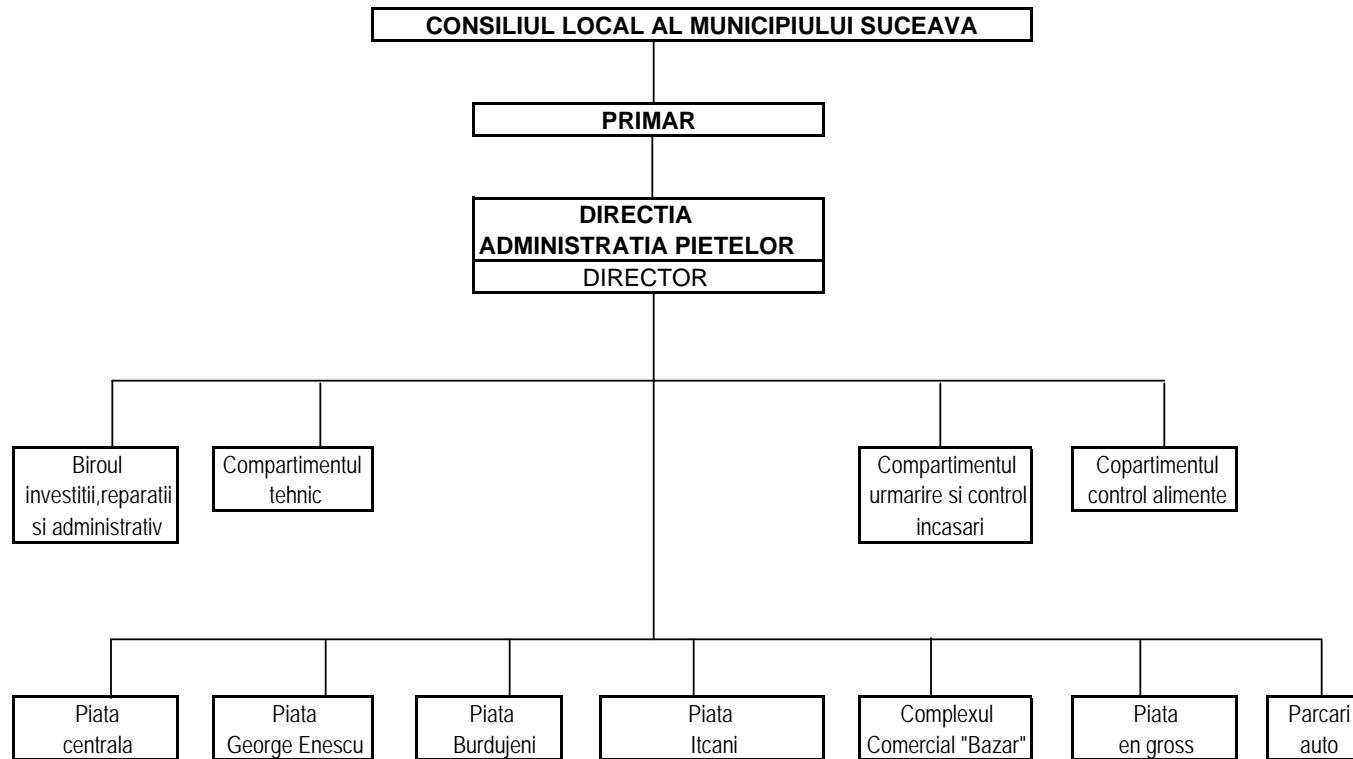 CONSILIUL LOCAL AL MUNICIPIULUI SUCEAVA
PRIMAR
DIRECTIA
ADMINISTRATIA PIETELOR
DIRECTOR
Biroul
investitii,reparatii
si administrativ
Compartimentul
tehnic
Compartimentul
urmarire si control
incasari
Copartimentul
control alimente
Piata
centrala
Piata
George Enescu
Piata
Burdujeni
Piata
Itcani
Complexul
Comercial "Bazar"
Piata
en gross
Parcari
auto